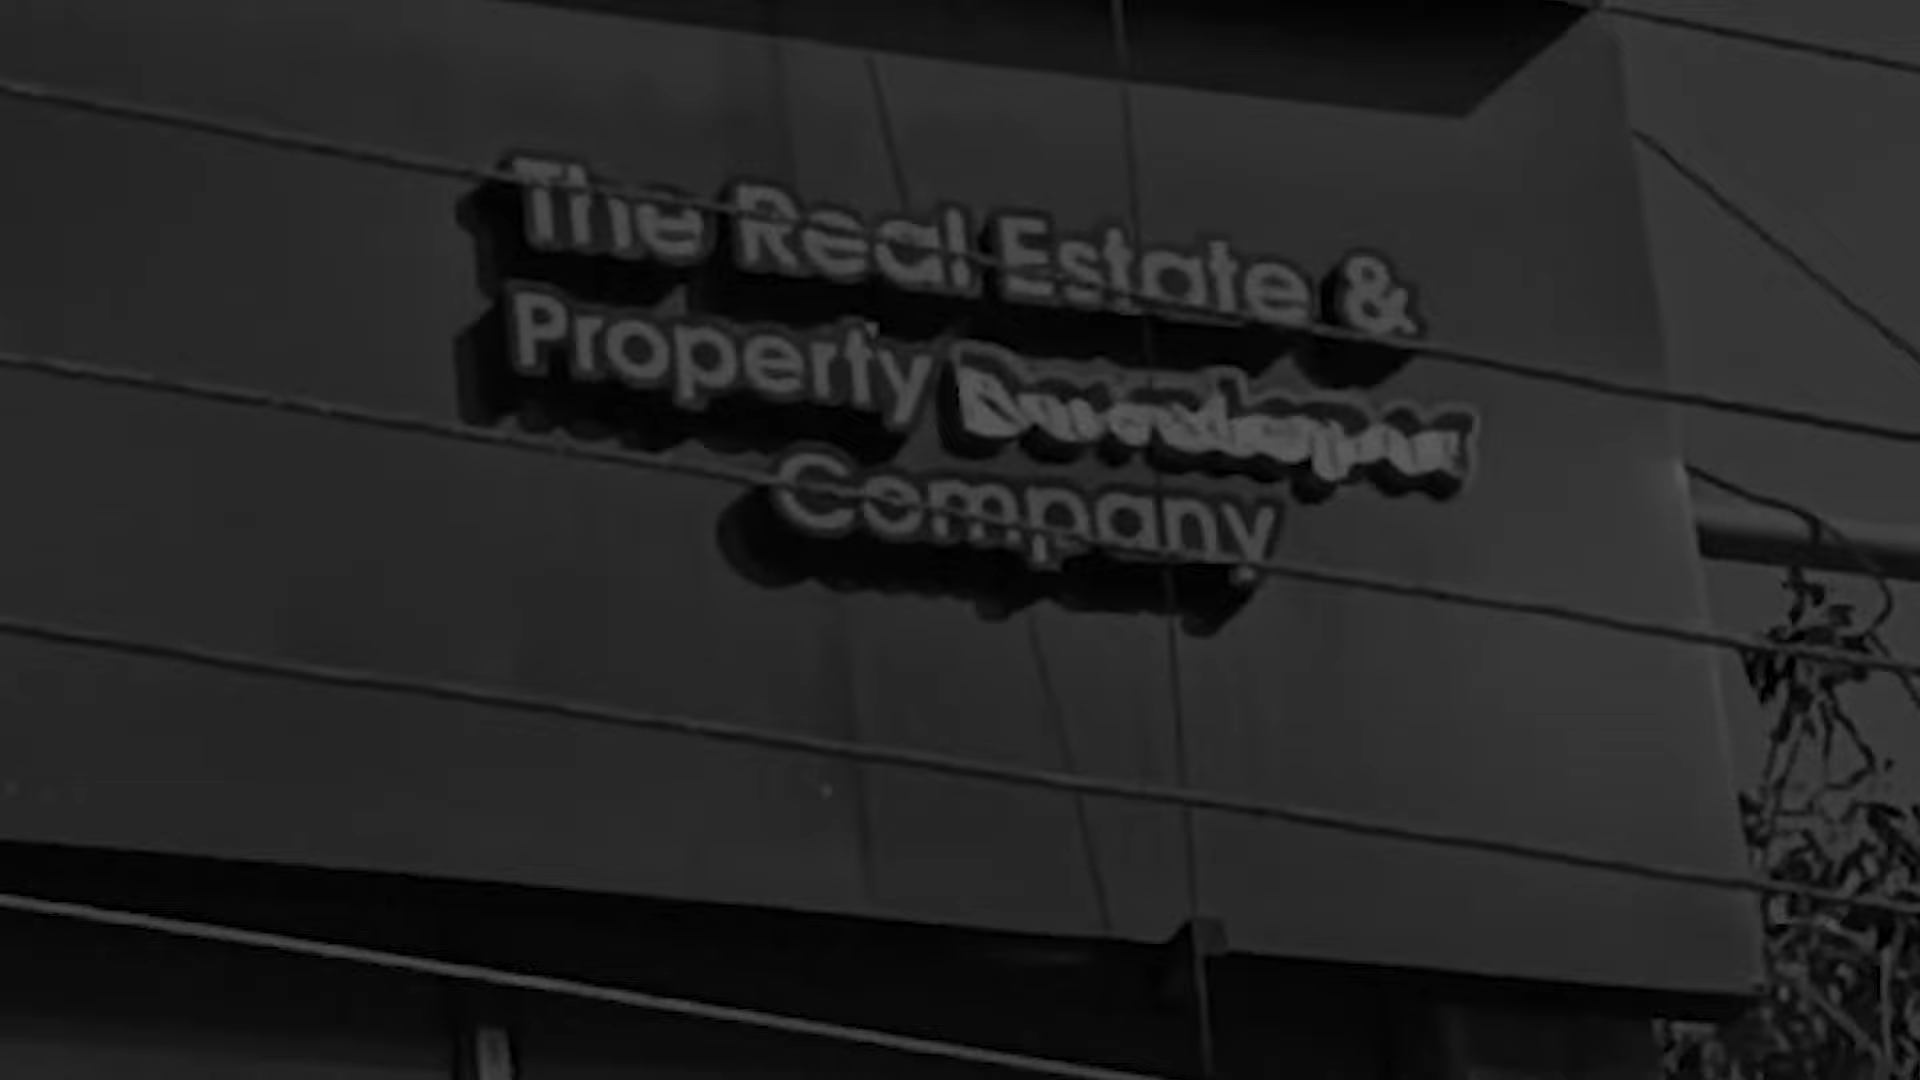 The Real Estate &
Property
Company